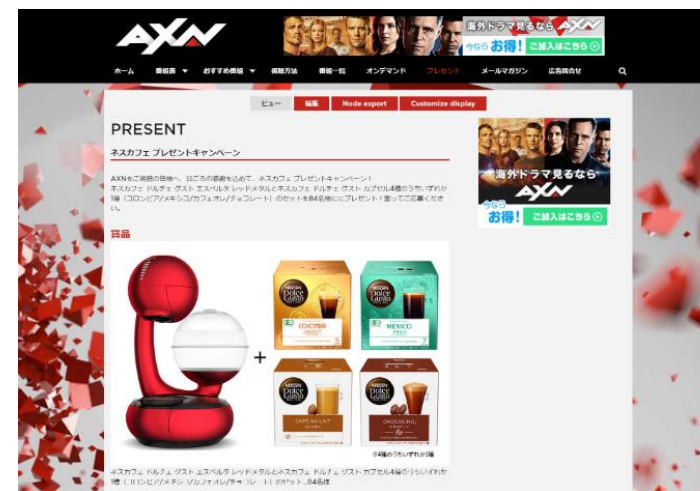 AXN
海外ドラマ見るなら AXN
今なら お得! ご加入はこちら
ホーム 番組表 おすすめ番組 視聴方法 番組一覧 オンデマンド プレゼント メールマガジン 広告問合せ
ビュー 編集 Node export Customize display
PRESENT
ネスカフェ プレゼントキャンペーン
AXNをご視聴の皆様へ、日ごろの感謝を込めて、ネスカフェ プレゼントキャンペーン!
ネスカフェ ドルチェ グスト エスペルタ レッドメタルとネスカフェ ドルチェ グスト カプセル4種のうちいずれか
1種(コロンビア/メキシコ/カフェオレ/チョコレート)のセットを84名様ににプレゼント!奮ってご応募くださ
い。
海外ドラマ見るなら
AXN
今なら
お得! ご加入はこちら
賞品
NESCAFÉ Dolce Gusto
COLOMBIA
NESCAFÉ Dolce Gusto
MEXICO
+
NESCAFÉ Dolce Gusto
CAFÉ AU LAIT
NESCAFÉ Dolce Gusto
CHOCOCINO
※4種のうちいずれか1種
ネスカフェ ドルチェ グスト エスペルタ レッドメタルとネスカフェ ドルチェ グスト カプセル4種のうちいずれか
1種(コロンビア/メキシコ/カフェオレ/チョコレート)のセット…84名様